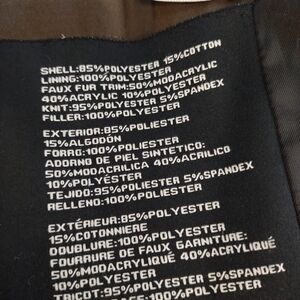 SHELL:85%POLYESTER 15%COTTON
LINING:100%POLYESTER
FAUX FUR TRIM:50%MODACRYLIC
40%ACRYLIC 10%POLYESTER
KNIT:95%POLYESTER 5%SPANDEX
FILLER:100%POLYESTER
EXTERIOR:85%POLIESTER
15%ALGODÓN
FORRO:100%POLIESTER
ADORNO DE PIEL SINTETICO:
50%MODACRILICA 40%ACRILICO
10%POLYÉSTER
TEJIDO:95%POLIESTER 5%SPANDEX
RELLENO:100%POLIESTER
EXTÉRIEUR:85%POLYESTER
15%COTONNIERE
DOUBLURE:100%POLYESTER
FOURRURE DE FAUX GARNITURE:
50%MODACRYLIQUE 40%ACRYLIQUÉ
10%POLYESTER
TRICOT:95%POLYESTER 5%SPANDEX
:100%POLYESTER